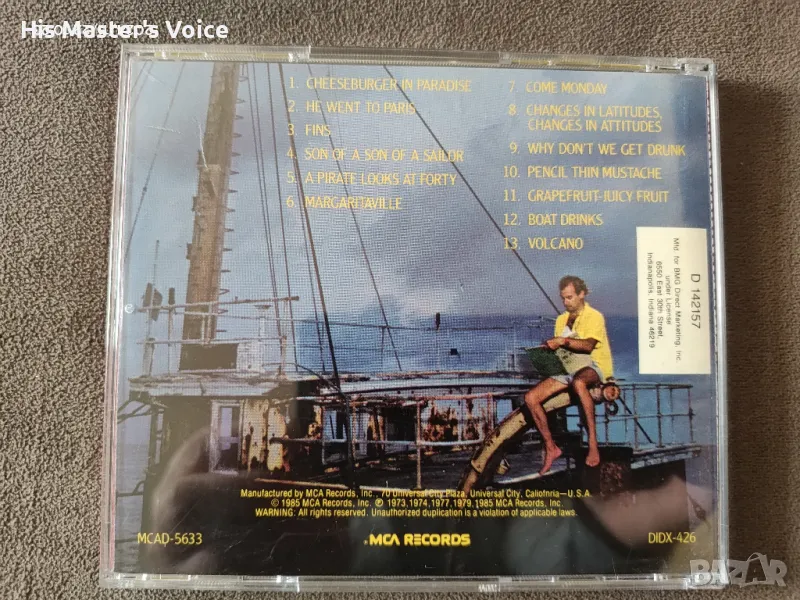 His Master's Voice
1. CHEESEBURGER IN PARADISE
2. HE WENT TO PARIS
3. FINS
4. SON OF A SON OF A SAILOR
5. A PIRATE LOOKS AT FORTY
6. MARGARITAVILLE
7. COME MONDAY
8. CHANGES IN LATITUDES,
CHANGES IN ATTITUDES
9. WHY DON'T WE GET DRUNK
10. PENCIL THIN MUSTACHE
11. GRAPEFRUIT-JUICY FRUIT
12. BOAT DRINKS
13. VOLCANO
D 142157
Mfd. for BMG Direct Marketing, Inc.
under License
6550 East 30th Street,
Indianapolis, Indiana 46219
Manufactured by MCA Records, Inc., 70 Universal City Plaza, Universal City, Caliofnria—U.S.A.
© 1985 MCA Records, Inc. ℗ 1973,1974,1977,1979,1985 MCA Records, Inc.
WARNING: All rights reserved. Unauthorized duplication is a violation of applicable laws.
MCAD-5633
MCA RECORDS
DIDX-426
BAZAR